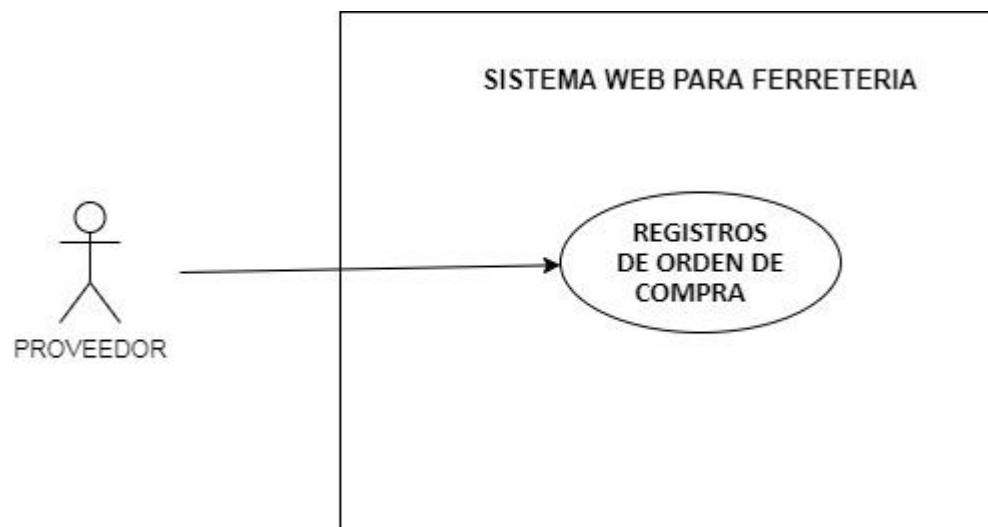 SISTEMA WEB PARA FERRETERIA
REGISTROS
DE ORDEN DE
COMPRA
PROVEEDOR